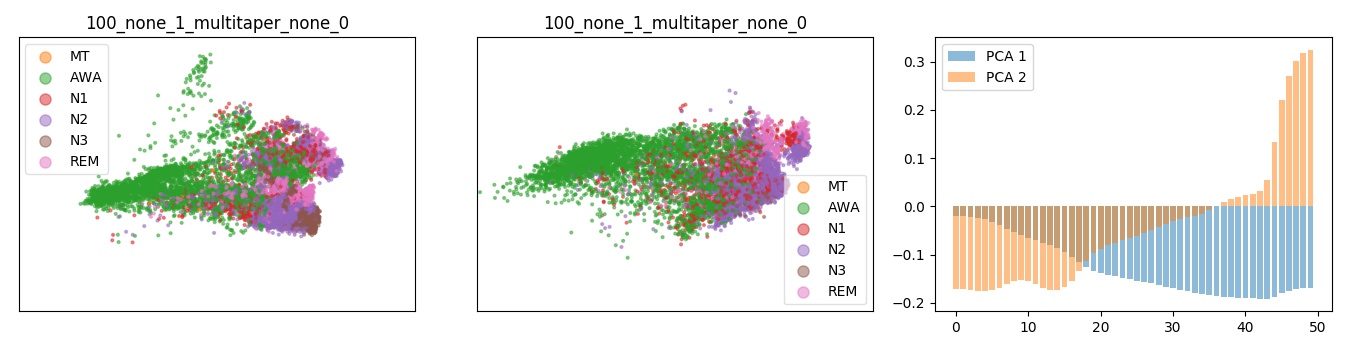 100_none_1_multitaper_none_0
MT
AWA
N1
N2
N3
REM
100_none_1_multitaper_none_0
MT
AWA
N1
N2
N3
REM
PCA 1
PCA 2
0.3
0.2
0.1
0.0
−0.1
−0.2
0 10 20 30 40 50